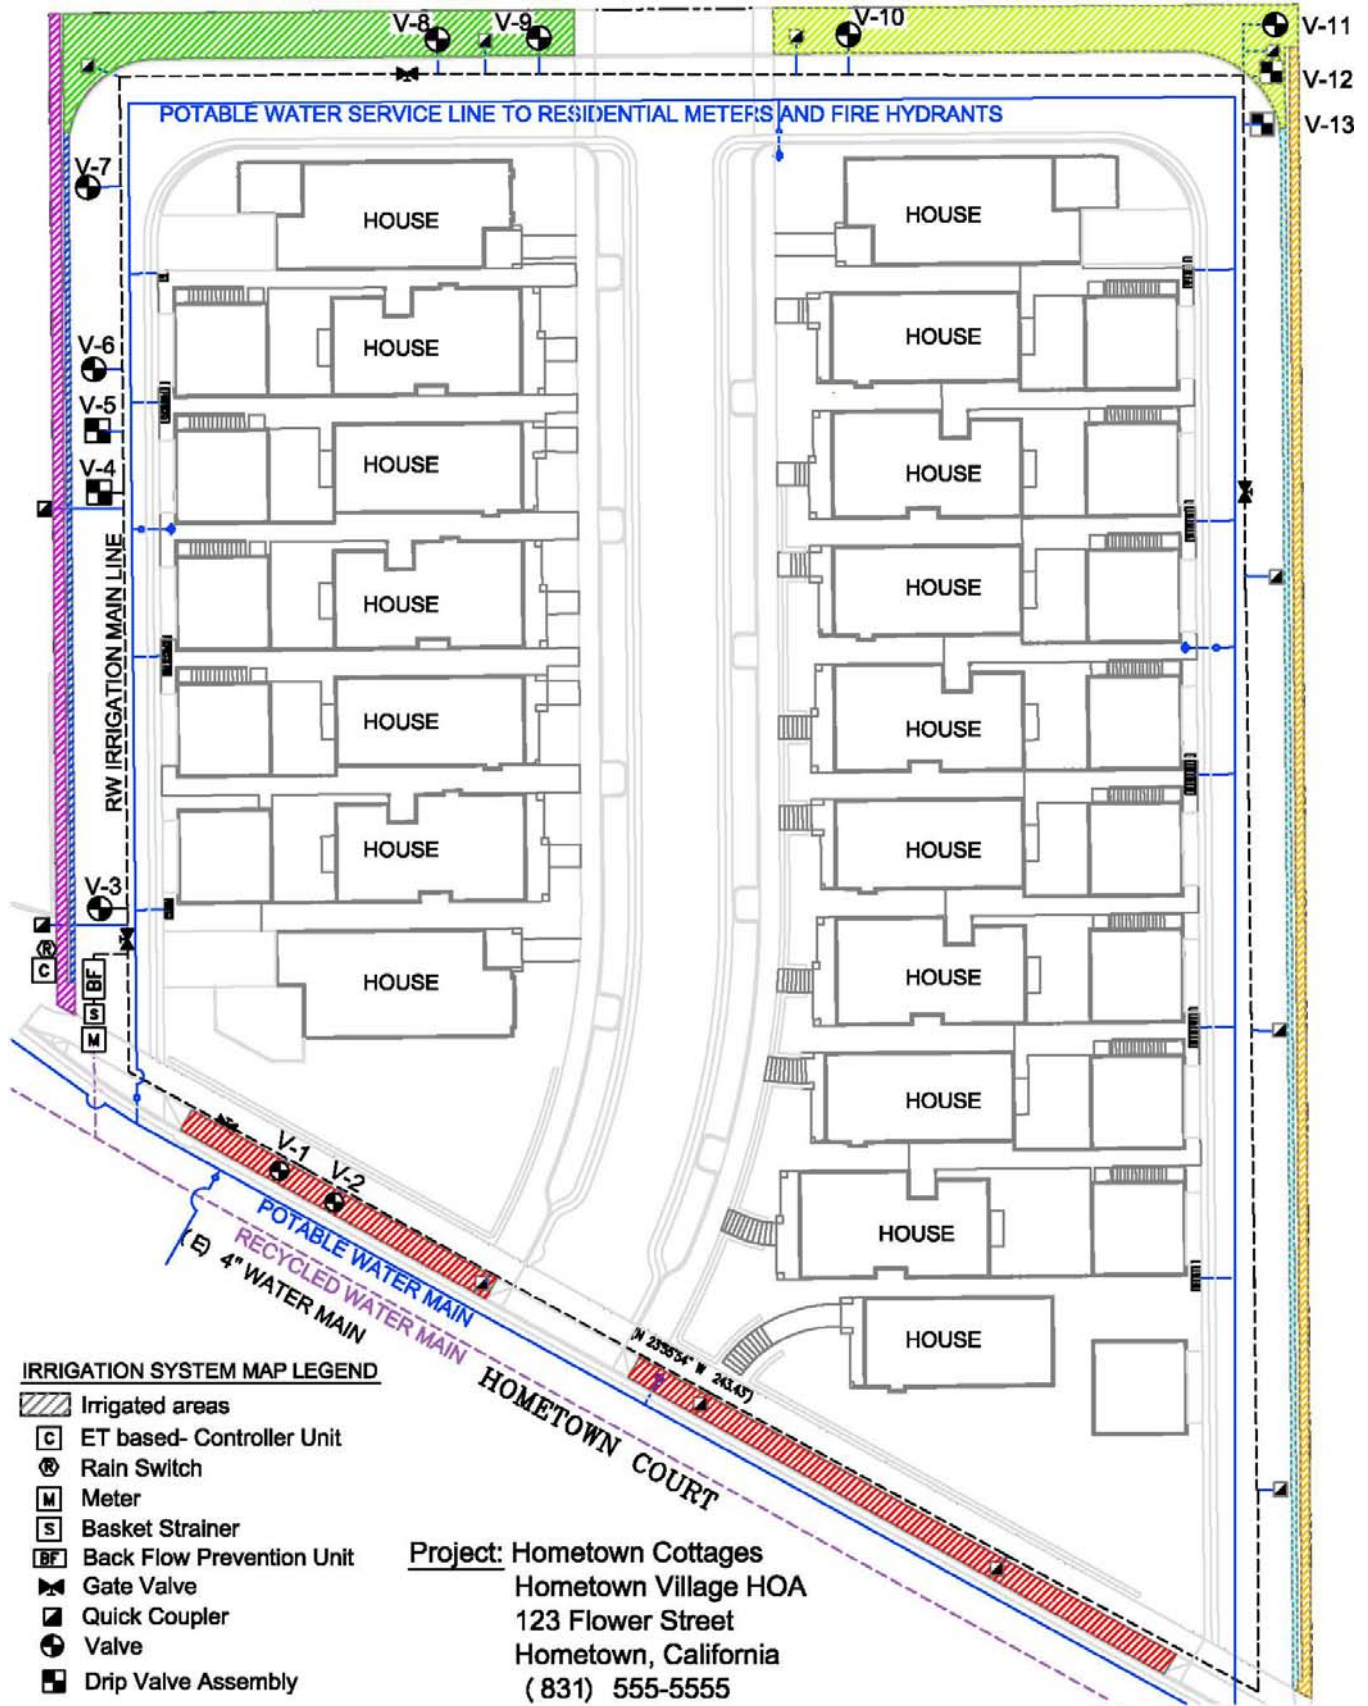 V-8
V-9
V-10
V-11
V-12
V-13
POTABLE WATER SERVICE LINE TO RESIDENTIAL METERS AND FIRE HYDRANTS
V-7
HOUSE
HOUSE
HOUSE
HOUSE
V-6
V-5
V-4
HOUSE
HOUSE
RW IRRIGATION MAIN LINE
HOUSE
HOUSE
HOUSE
HOUSE
HOUSE
HOUSE
V-3
R
C
BF
S
M
HOUSE
HOUSE
HOUSE
V-1
V-2
HOUSE
HOUSE
POTABLE WATER MAIN
RECYCLED WATER MAIN
(E) 4" WATER MAIN
HOMETOWN COURT
IRRIGATION SYSTEM MAP LEGEND
Irrigated areas
C ET based- Controller Unit
R Rain Switch
M Meter
S Basket Strainer
BF Back Flow Prevention Unit
Gate Valve
Quick Coupler
Valve
Drip Valve Assembly
Project: Hometown Cottages
Hometown Village HOA
123 Flower Street
Hometown, California
( 831) 555-5555